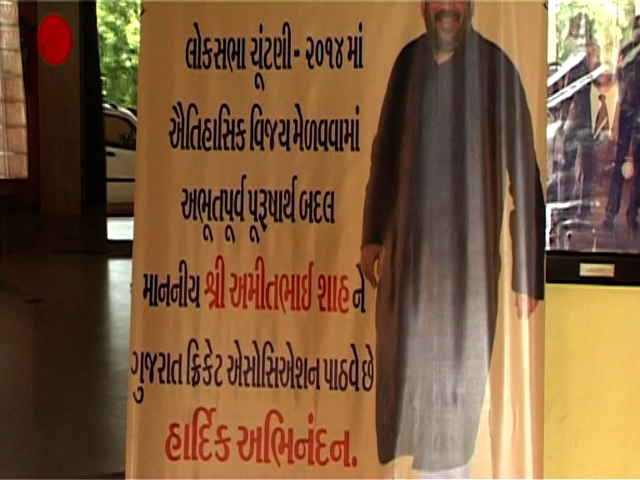 લોકસભા ચૂંટણી- ૨૦૧૪ માં
ઐતિહાસિક વિજય મેળવવામાં
અભૂતપૂર્વ પૂરૂષાર્થ બદલ
માનનીય શ્રી અમીતભાઈ શાહ ને
ગુજરાત ક્રિકેટ એસોસિએશન પાઠવે છે
હાર્દિક અભિનંદન.